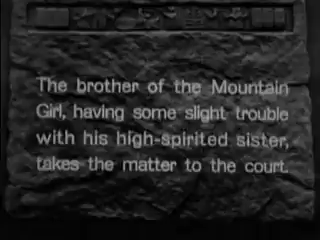 The brother of the Mountain
Girl, having some slight trouble
with his high-spirited sister,
takes the matter to the court.